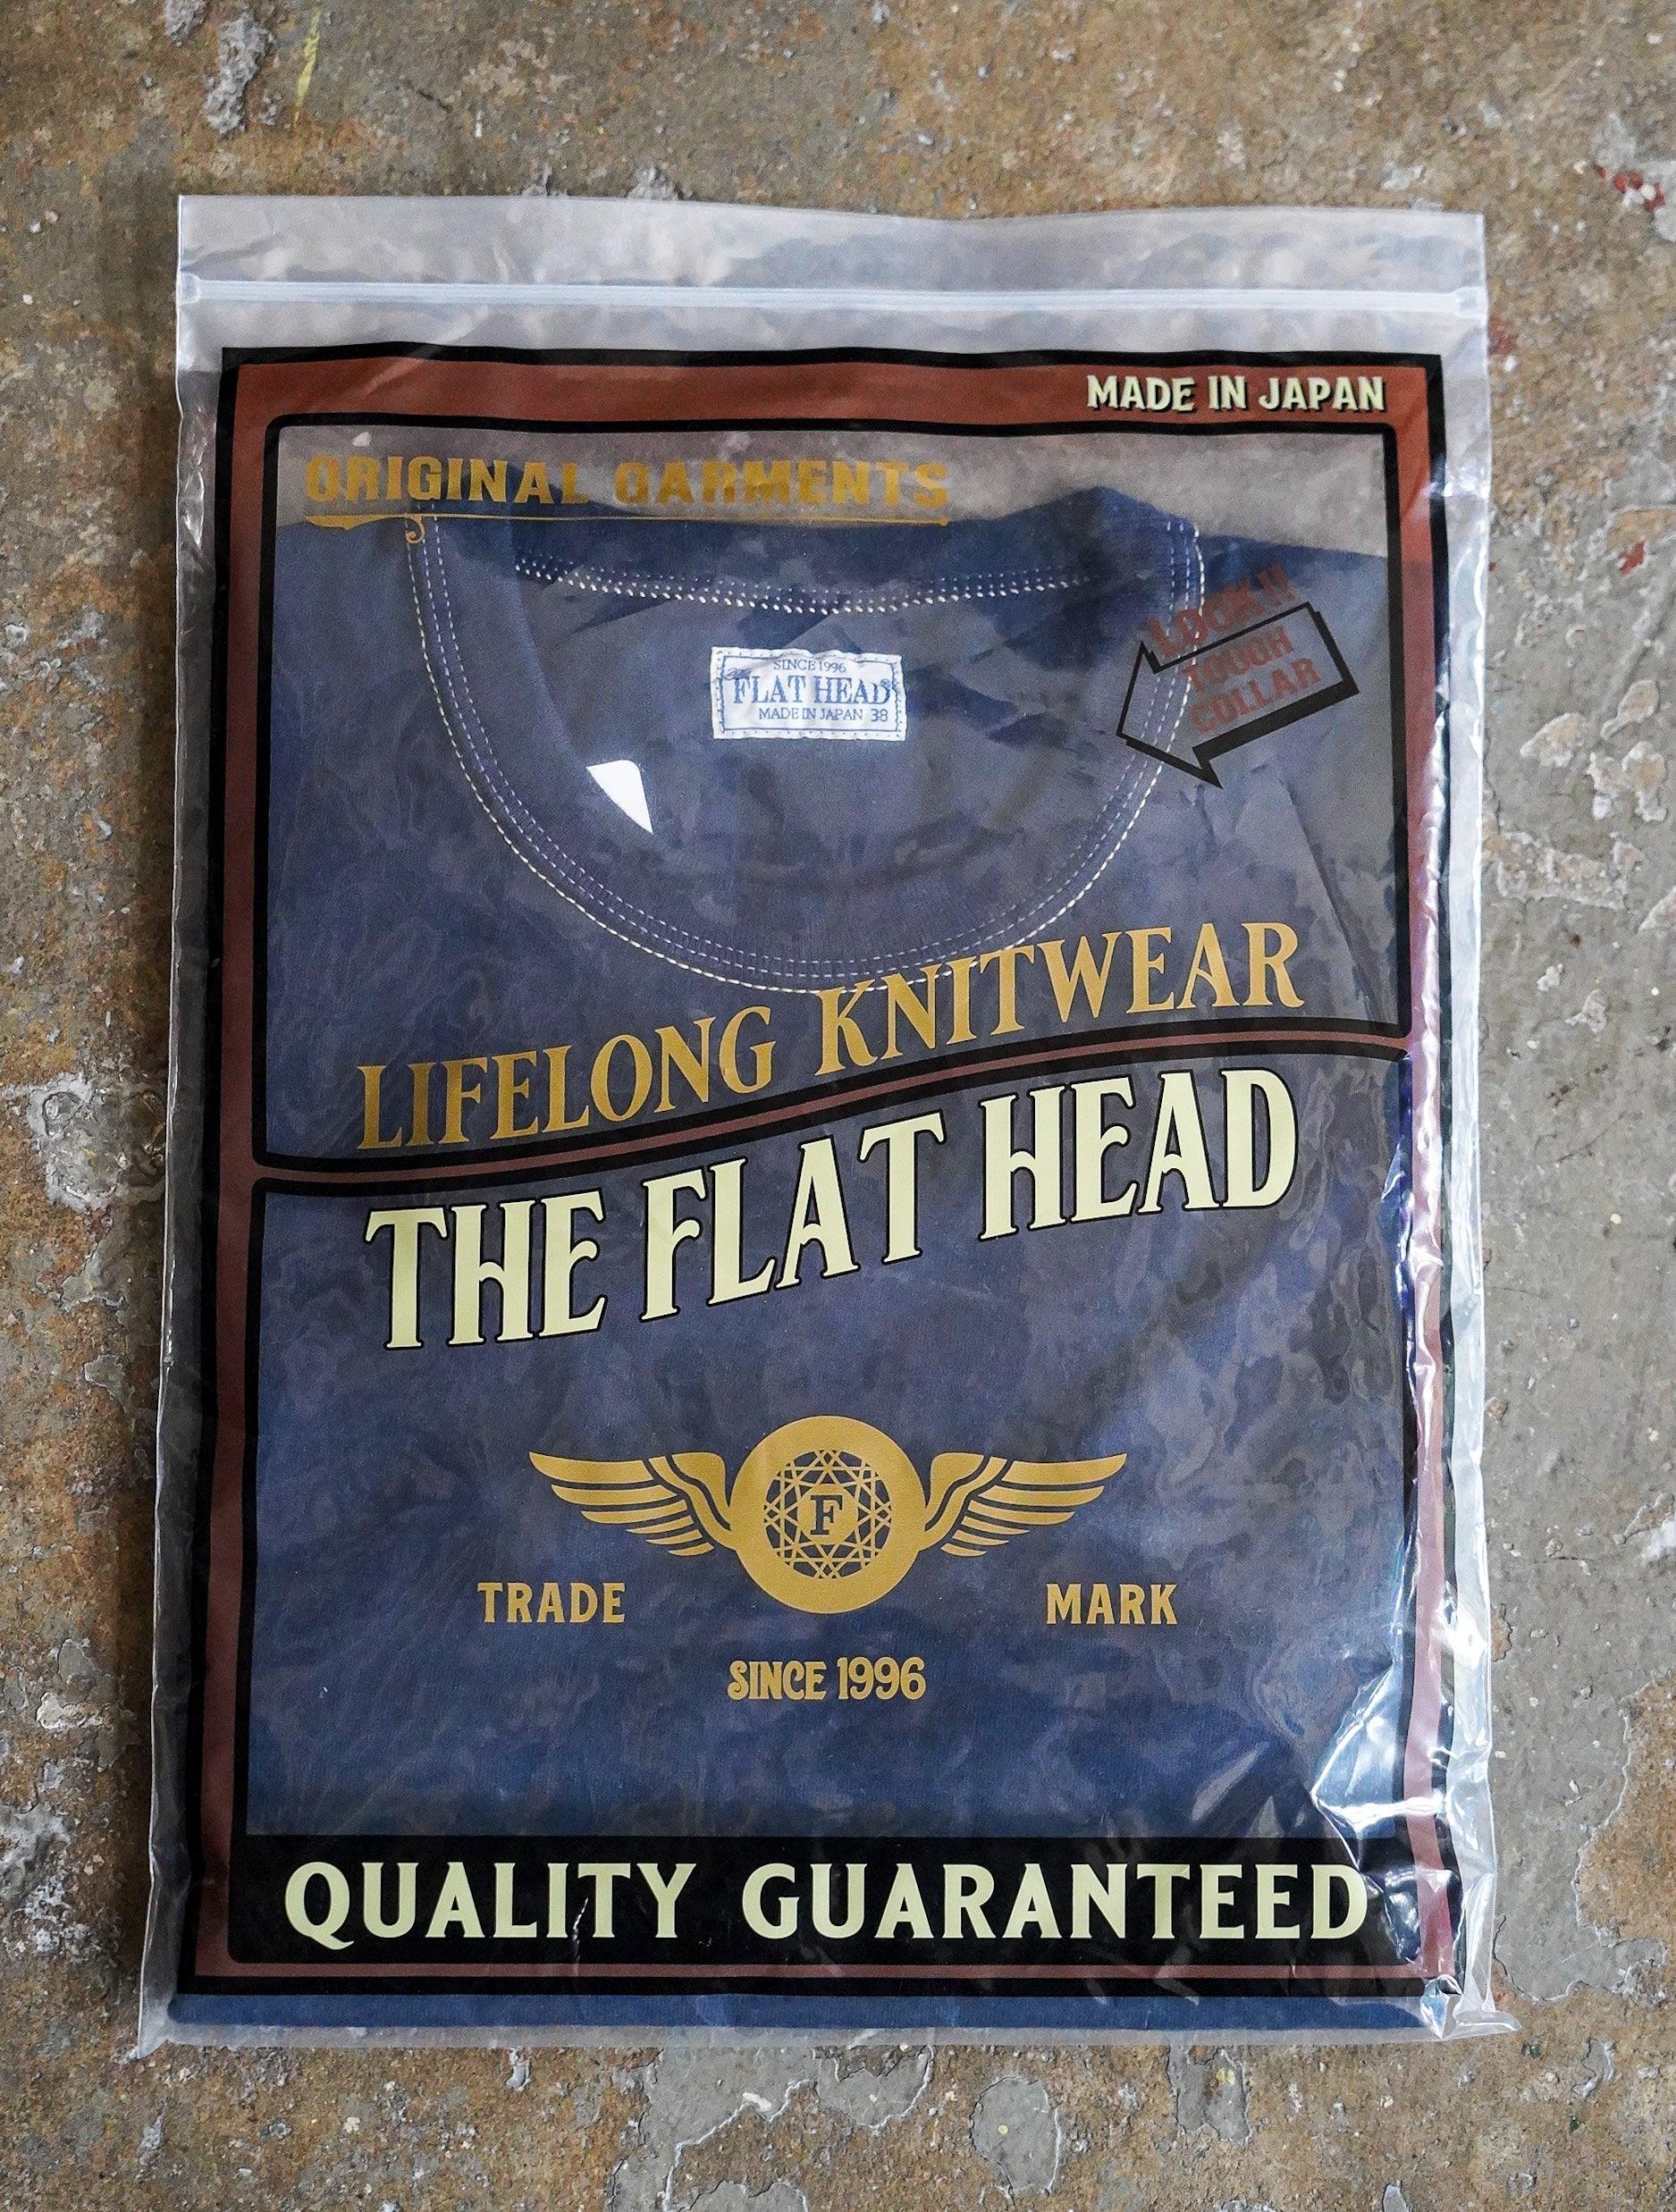 MADE IN JAPAN
ORIGINAL GARMENTS
LOOK!!
TOUGH
COLLAR
SINCE 1996
FLAT HEAD®
MADE IN JAPAN 38
LIFELONG KNITWEAR
THE FLAT HEAD
F
TRADE MARK
SINCE 1996
QUALITY GUARANTEED